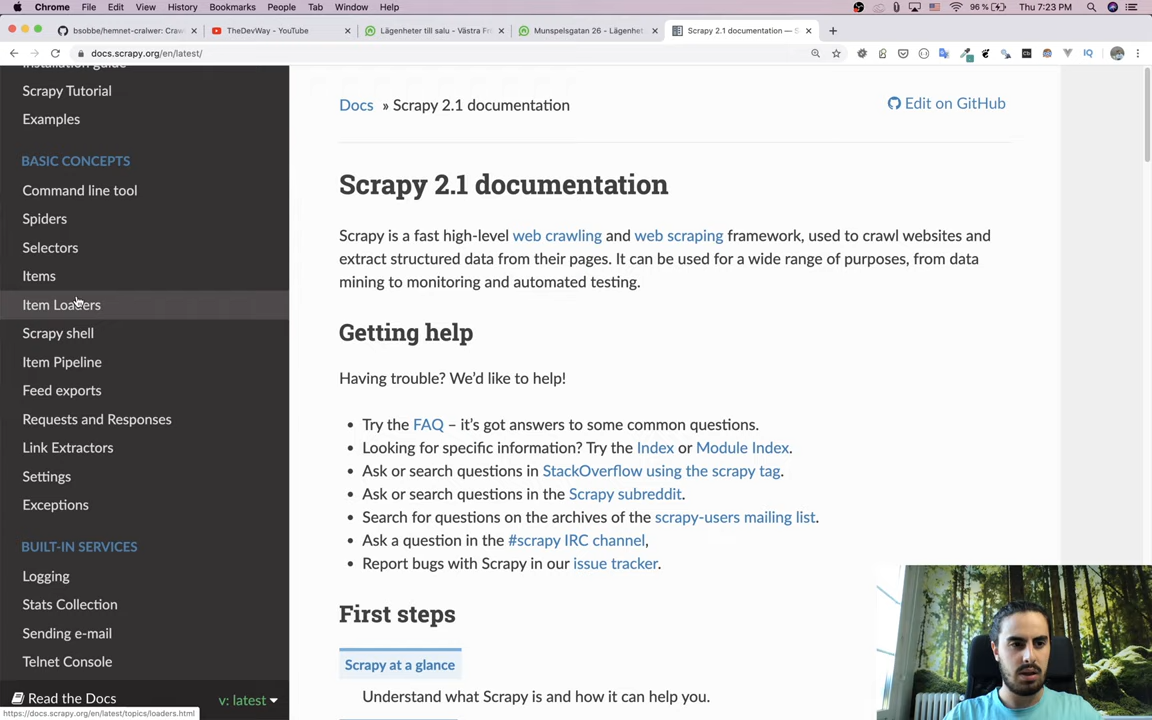 Chrome File Edit View History Bookmarks People Tab Window Help 96 % Thu 7:23 PM
bsobbe/hemnet-cralwer: Craw TheDevWay - YouTube Lägenheter till salu - Västra Fr Munspelsgatan 26 - Lägenhet Scrapy 2.1 documentation — S
docs.scrapy.org/en/latest/
Installation guide
Scrapy Tutorial
Examples
BASIC CONCEPTS
Command line tool
Spiders
Selectors
Items
Item Loaders
Scrapy shell
Item Pipeline
Feed exports
Requests and Responses
Link Extractors
Settings
Exceptions
BUILT-IN SERVICES
Logging
Stats Collection
Sending e-mail
Telnet Console
Read the Docs v: latest
https://docs.scrapy.org/en/latest/topics/loaders.html
Docs » Scrapy 2.1 documentation
Edit on GitHub
Scrapy 2.1 documentation
Scrapy is a fast high-level web crawling and web scraping framework, used to crawl websites and
extract structured data from their pages. It can be used for a wide range of purposes, from data
mining to monitoring and automated testing.
Getting help
Having trouble? We'd like to help!
• Try the FAQ – it's got answers to some common questions.
• Looking for specific information? Try the Index or Module Index.
• Ask or search questions in StackOverflow using the scrapy tag.
• Ask or search questions in the Scrapy subreddit.
• Search for questions on the archives of the scrapy-users mailing list.
• Ask a question in the #scrapy IRC channel,
• Report bugs with Scrapy in our issue tracker.
First steps
Scrapy at a glance
Understand what Scrapy is and how it can help you.